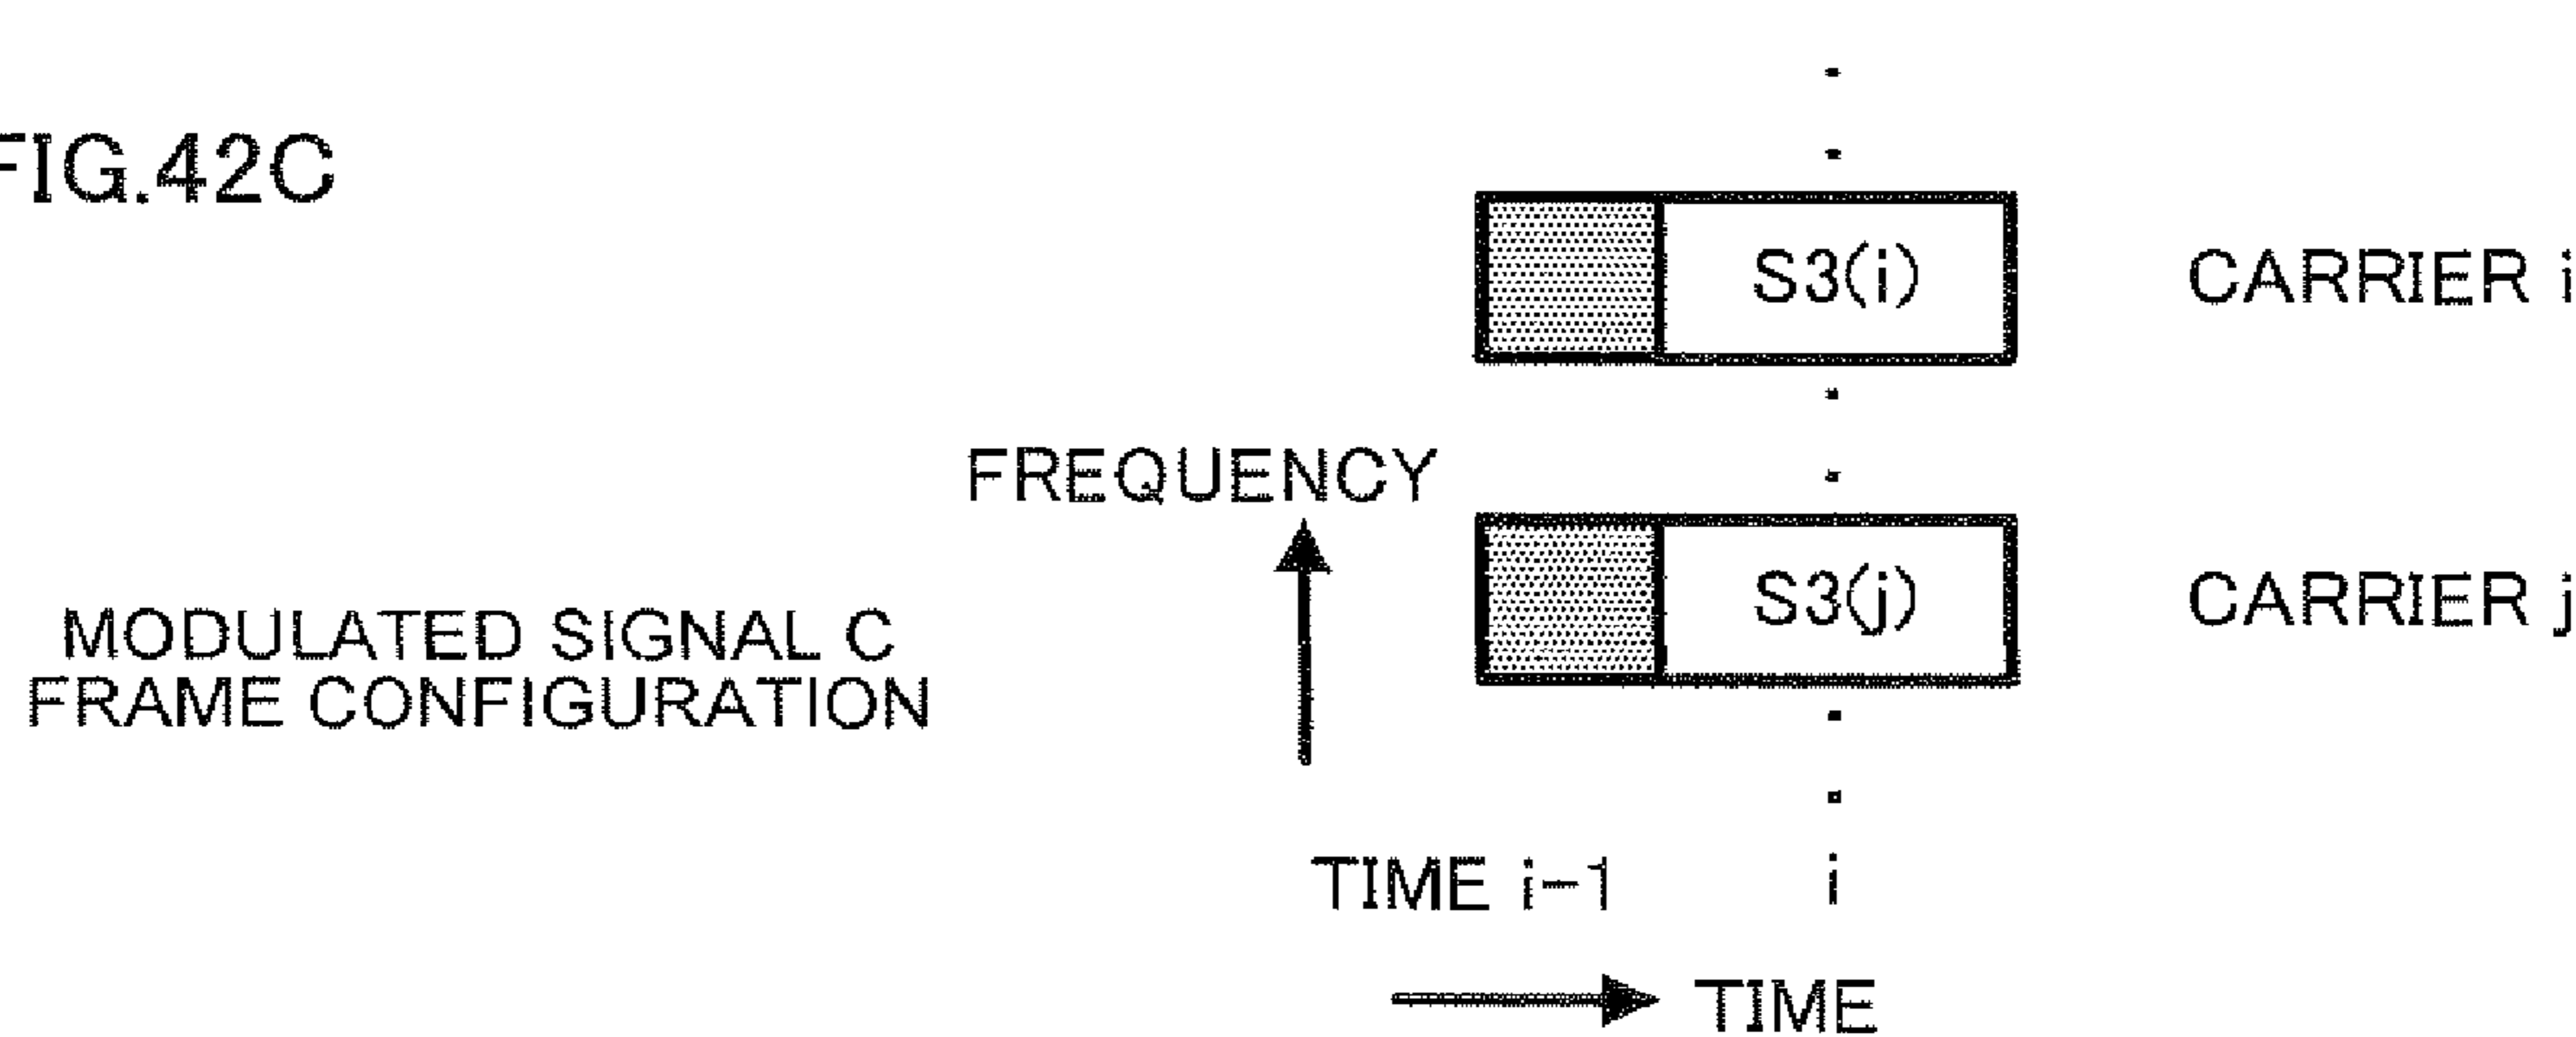 FIG.42C
S3(i) CARRIER i
FREQUENCY
S3(j) CARRIER j
MODULATED SIGNAL C
FRAME CONFIGURATION
TIME i-1 i
TIME